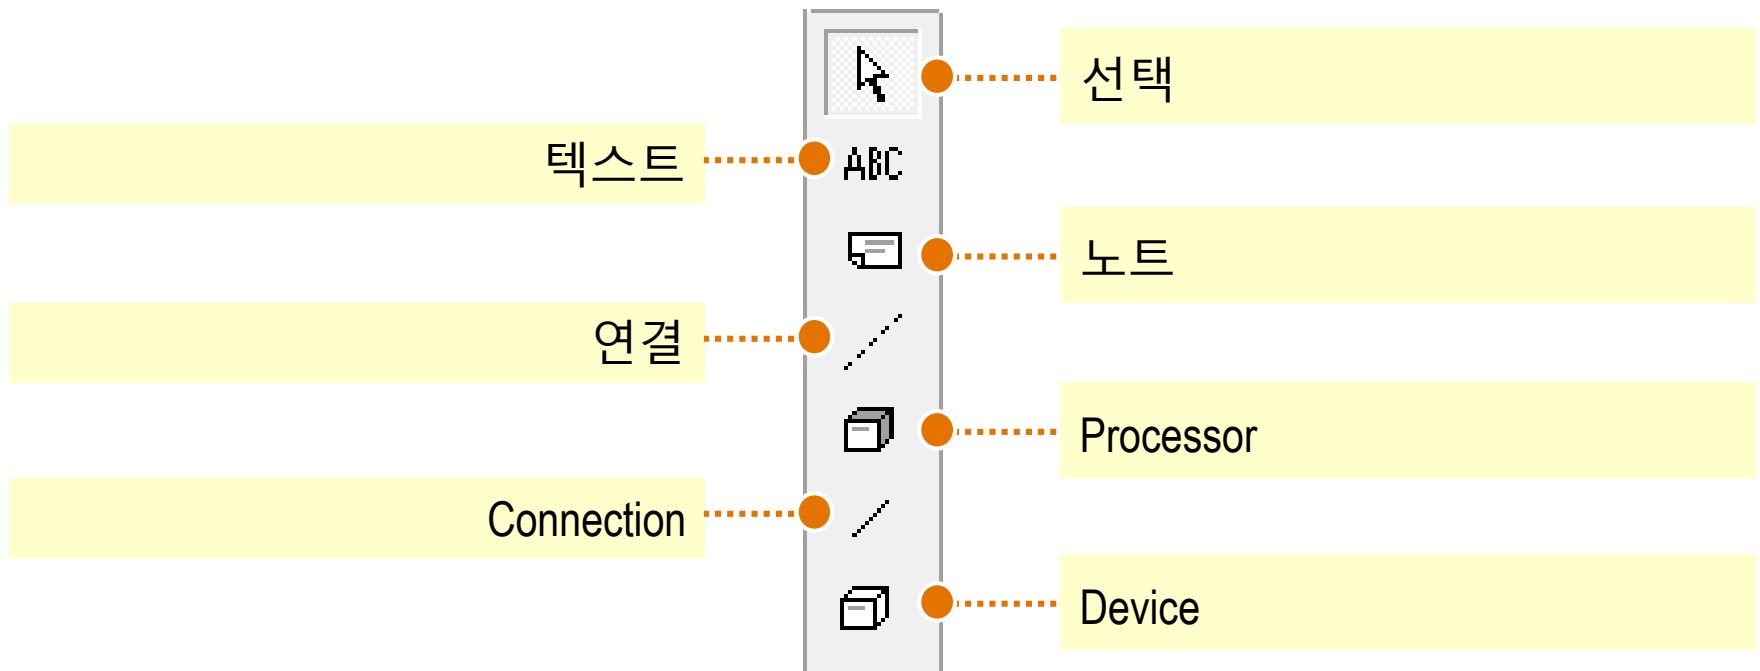 선택
텍스트
ABC
노트
연결
Processor
Connection
Device